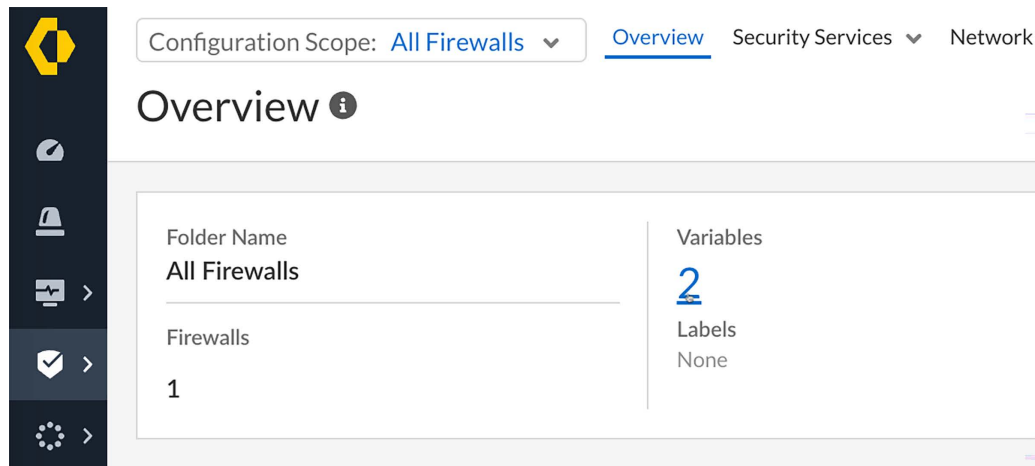 Configuration Scope: All Firewalls
Overview
Security Services
Network
Overview
Folder Name
All Firewalls
Firewalls
1
Variables
2
Labels
None